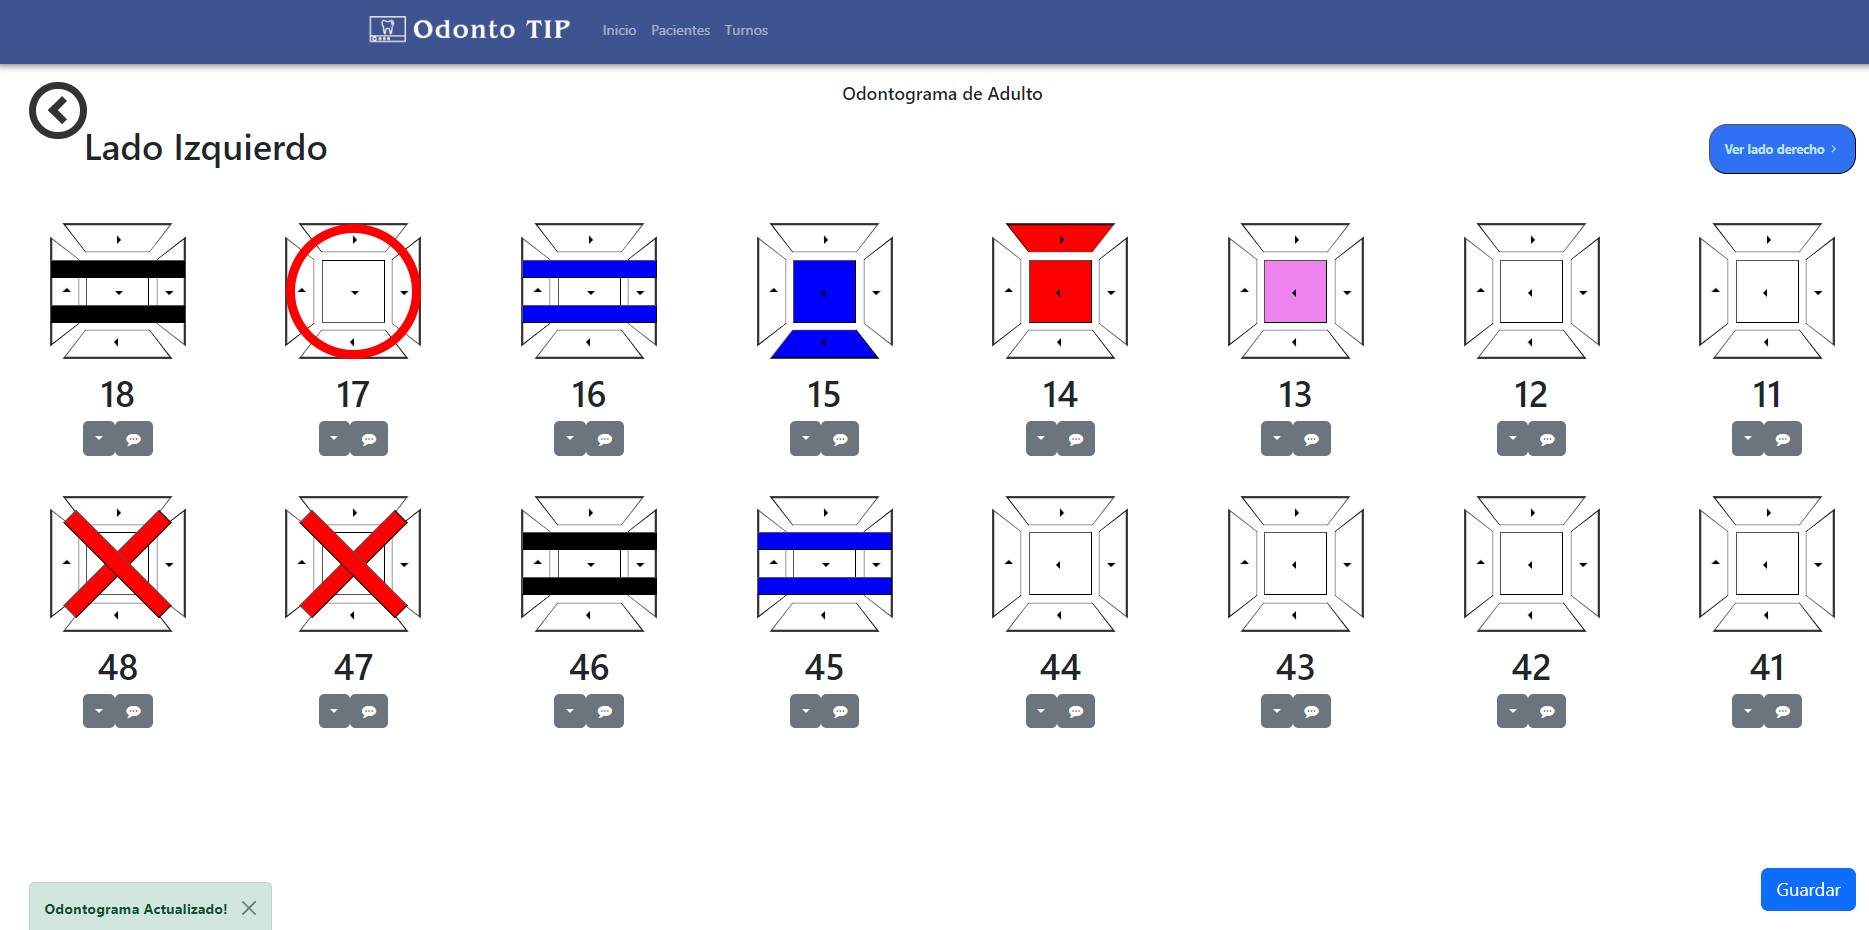 Odonto TIP Inicio Pacientes Turnos
Odontograma de Adulto
Lado Izquierdo
Ver lado derecho
18 17 16 15 14 13 12 11
48 47 46 45 44 43 42 41
Odontograma Actualizado!
Guardar